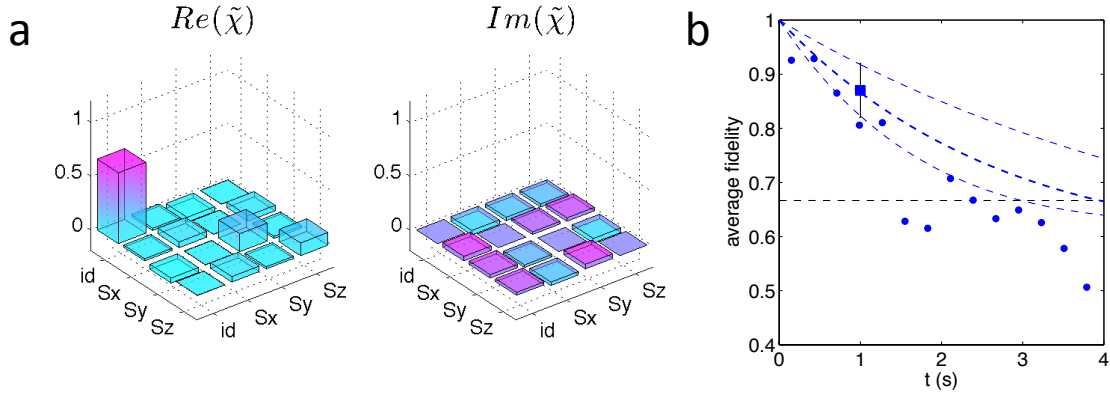 a
Re(χ̃)
1
0.5
0
id
Sx
Sy
Sz
id
Sx
Sy
Sz
Im(χ̃)
1
0.5
0
id
Sx
Sy
Sz
id
Sx
Sy
Sz
b
1
0.9
0.8
0.7
0.6
0.5
0.4
average fidelity
0
1
2
3
4
t (s)